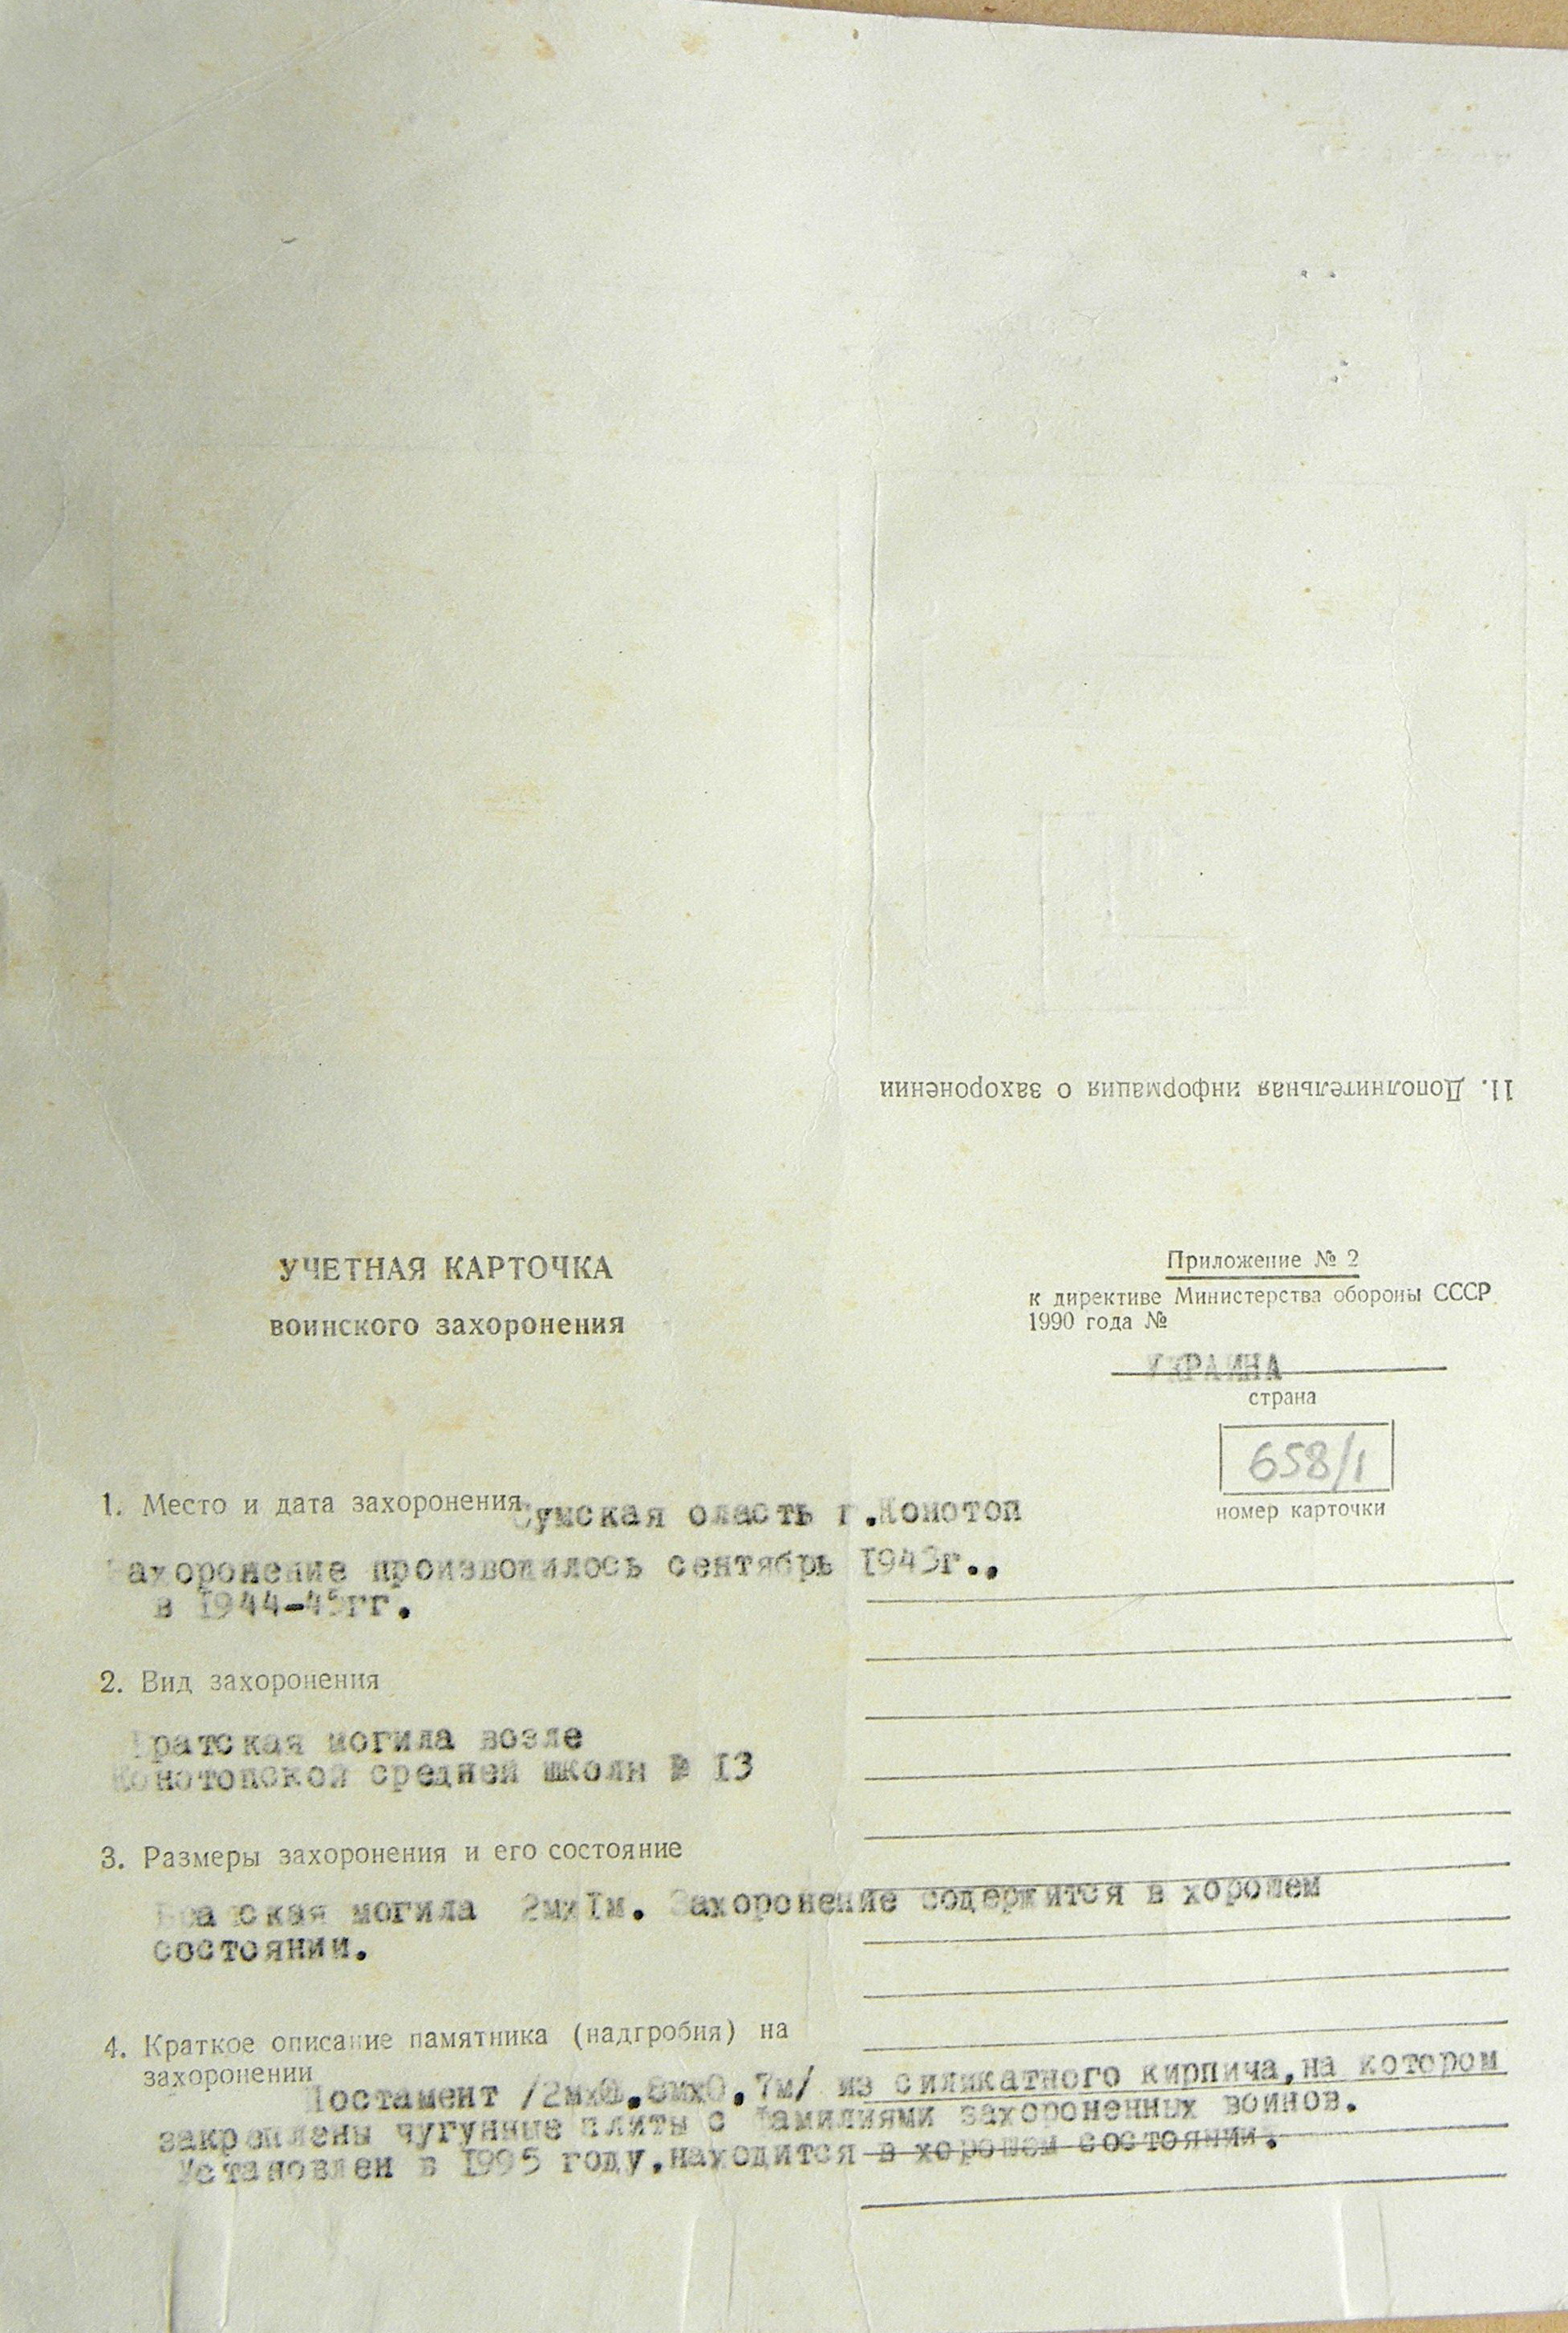 11. Дополнительная информация о захоронении
УЧЕТНАЯ КАРТОЧКА
воинского захоронения
Приложение № 2
к директиве Министерства обороны СССР
1990 года №
УКРАИНА
страна
658/1
номер карточки
1. Место и дата захоронения Сумская оласть г.Конотоп
Захоронение производилось сентябрь 1943г.,
в 1944-45гг.
2. Вид захоронения
Братская могила возле
Конотопской средней школы № 13
3. Размеры захоронения и его состояние
Братская могила 2мх1м. Захоронение содержится в хорошем
состоянии.
4. Краткое описание памятника (надгробия) на
захоронении
Постамент /2мх0.8мх0.7м/ из силикатного кирпича,на котором
закреплены чугунные плиты с фамилиями захороненных воинов.
Установлен в 1995 году,находится в хорошем состоянии.